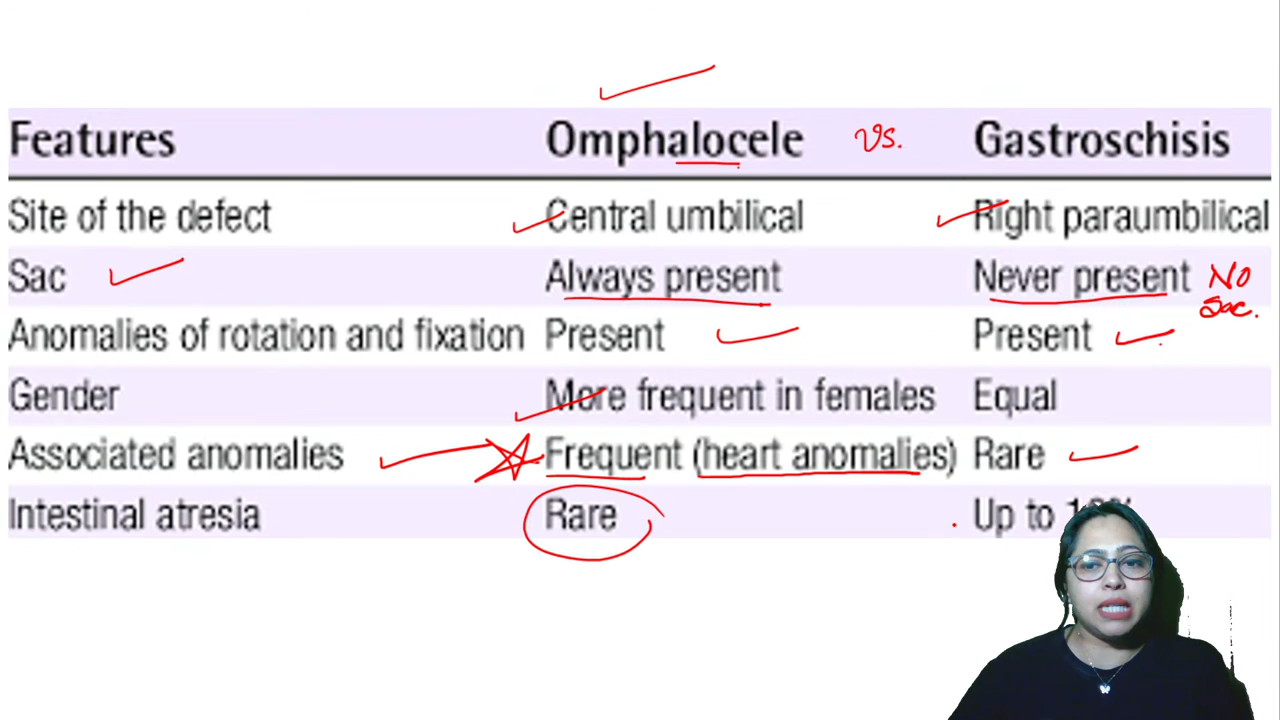 Features Omphalocele vs. Gastroschisis
Site of the defect Central umbilical Right paraumbilical
Sac Always present Never present No
Sac.
Anomalies of rotation and fixation Present Present
Gender More frequent in females Equal
Associated anomalies Frequent (heart anomalies) Rare
Intestinal atresia Rare Up to